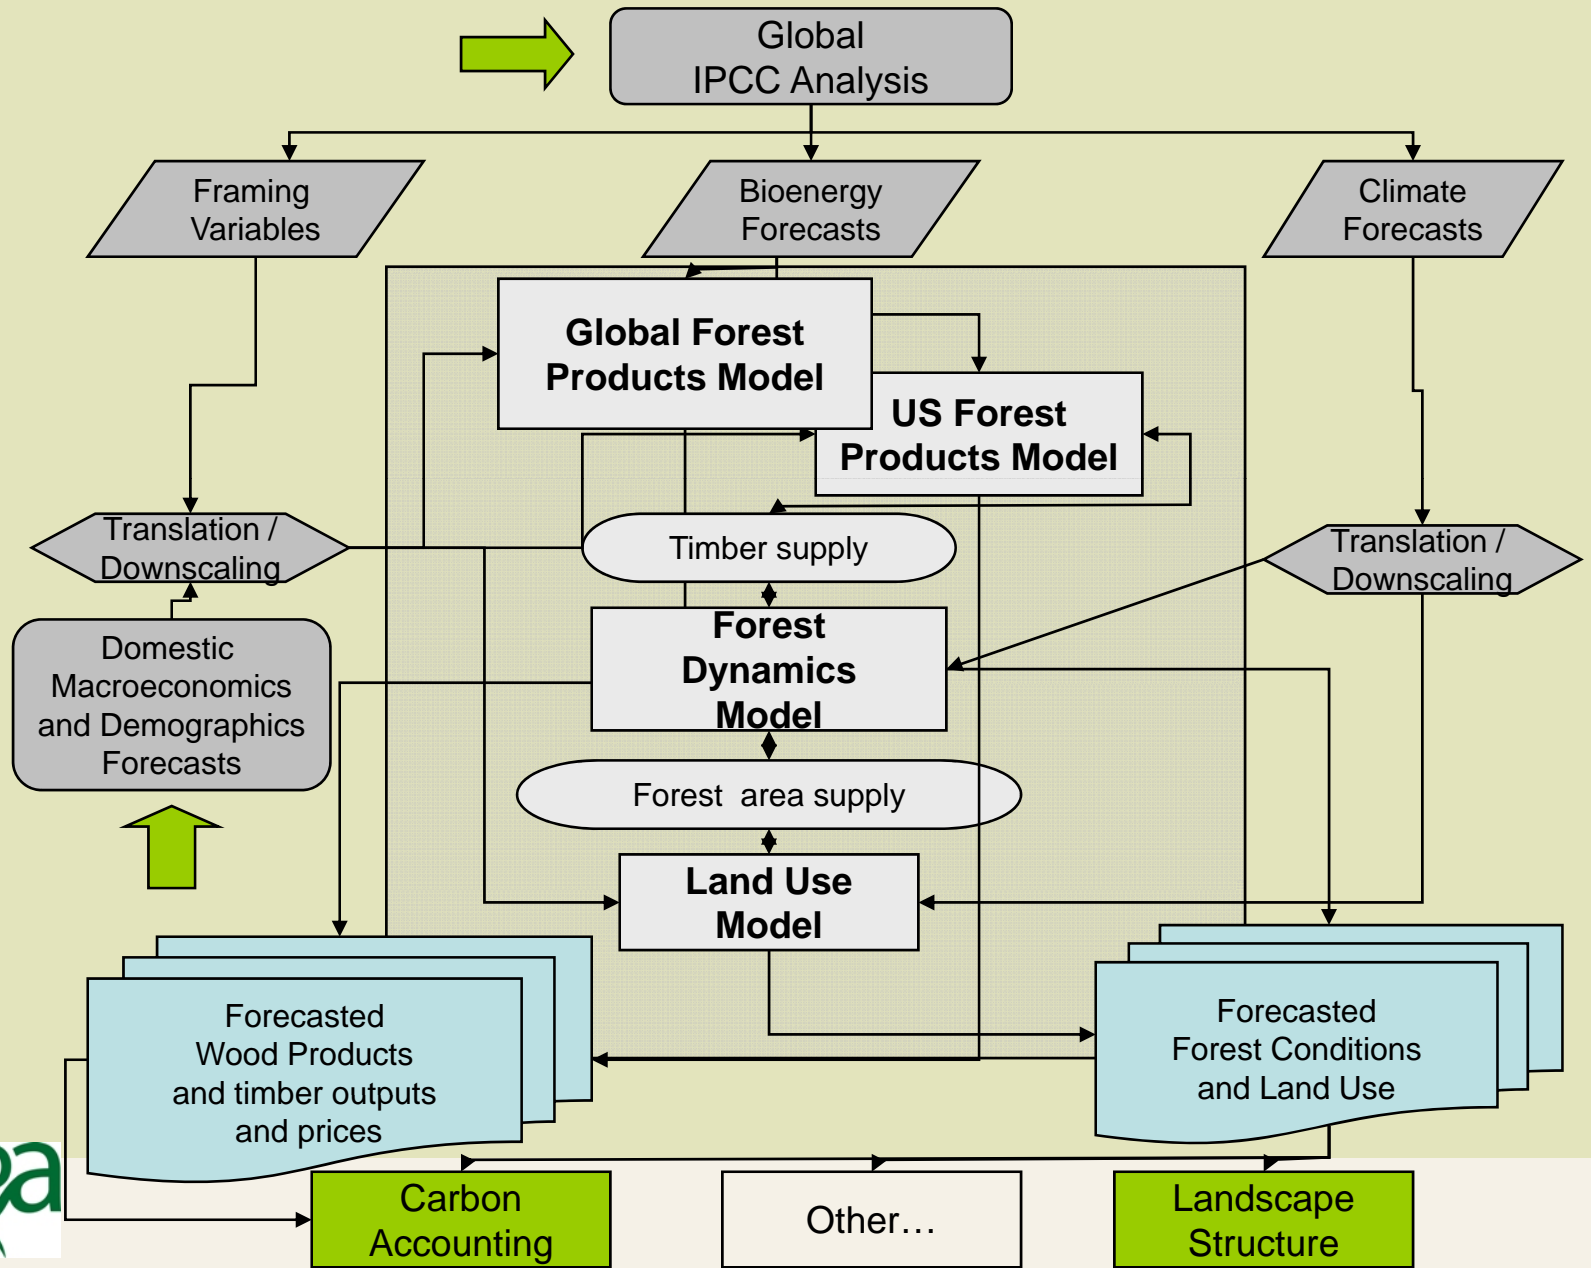 Global
IPCC Analysis
Framing
Variables
Bioenergy
Forecasts
Climate
Forecasts
Global Forest
Products Model
US Forest
Products Model
Translation /
Downscaling
Timber supply
Translation /
Downscaling
Forest
Dynamics
Model
Domestic
Macroeconomics
and Demographics
Forecasts
Forest area supply
Land Use
Model
Forecasted
Wood Products
and timber outputs
and prices
Forecasted
Forest Conditions
and Land Use
Carbon
Accounting
Other…
Landscape
Structure